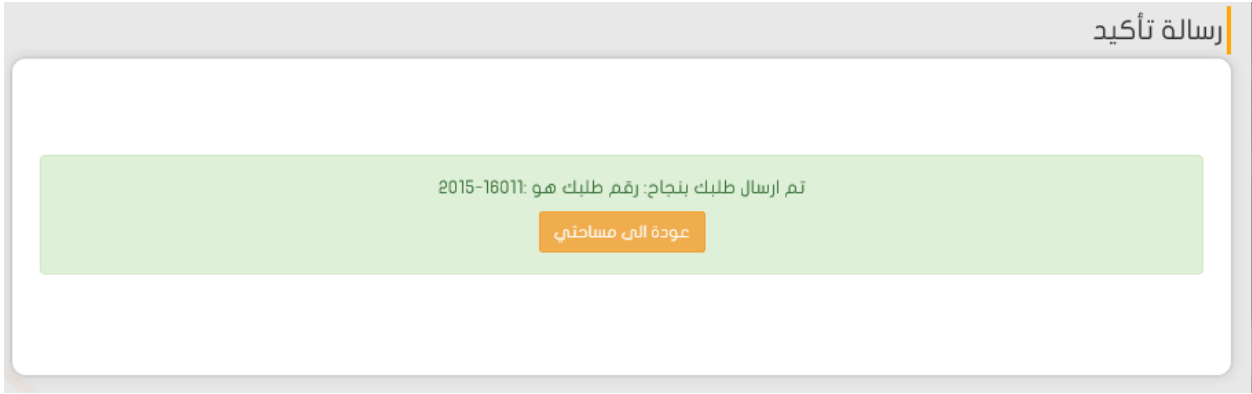 رسالة تأكيد
تم ارسال طلبك بنجاح: رقم طلبك هو :16011-2015
عودة الى مساحتي